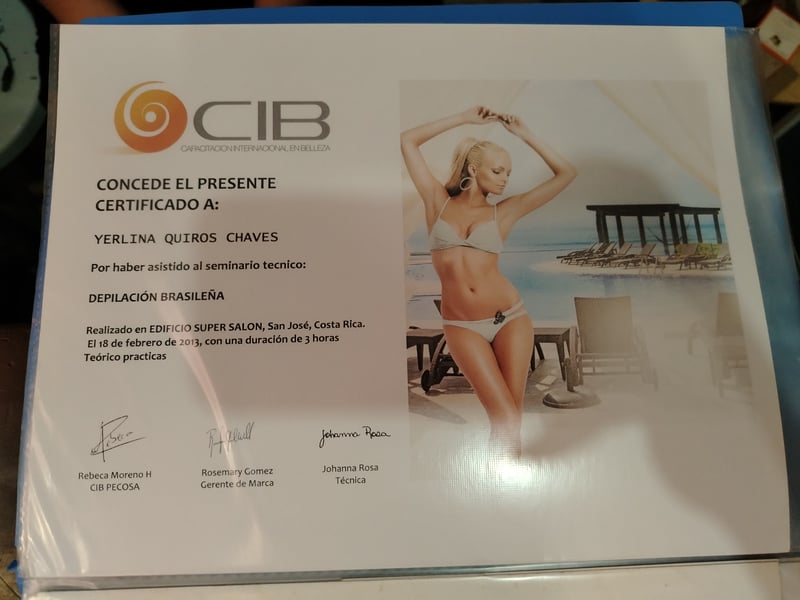 CIB
CAPACITACION INTERNACIONAL EN BELLEZA
CONCEDE EL PRESENTE
CERTIFICADO A:
YERLINA QUIROS CHAVES
Por haber asistido al seminario tecnico:
DEPILACIÓN BRASILEÑA
Realizado en EDIFICIO SUPER SALON, San José, Costa Rica.
El 18 de febrero de 2013, con una duración de 3 horas
Teórico practicas
Johanna Rosa
Rebeca Moreno H
CIB PECOSA
Rosemary Gomez
Gerente de Marca
Johanna Rosa
Técnica